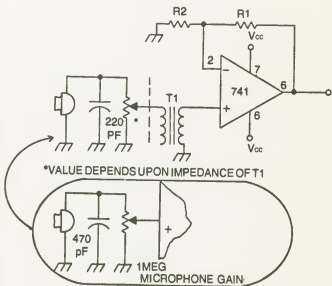 R2 R1
Vcc
2 - 7
741 6
T1
+
220 PF *
6
Vcc
*VALUE DEPENDS UPON IMPEDANCE OF T1
470 pF +
1MEG
MICROPHONE GAIN